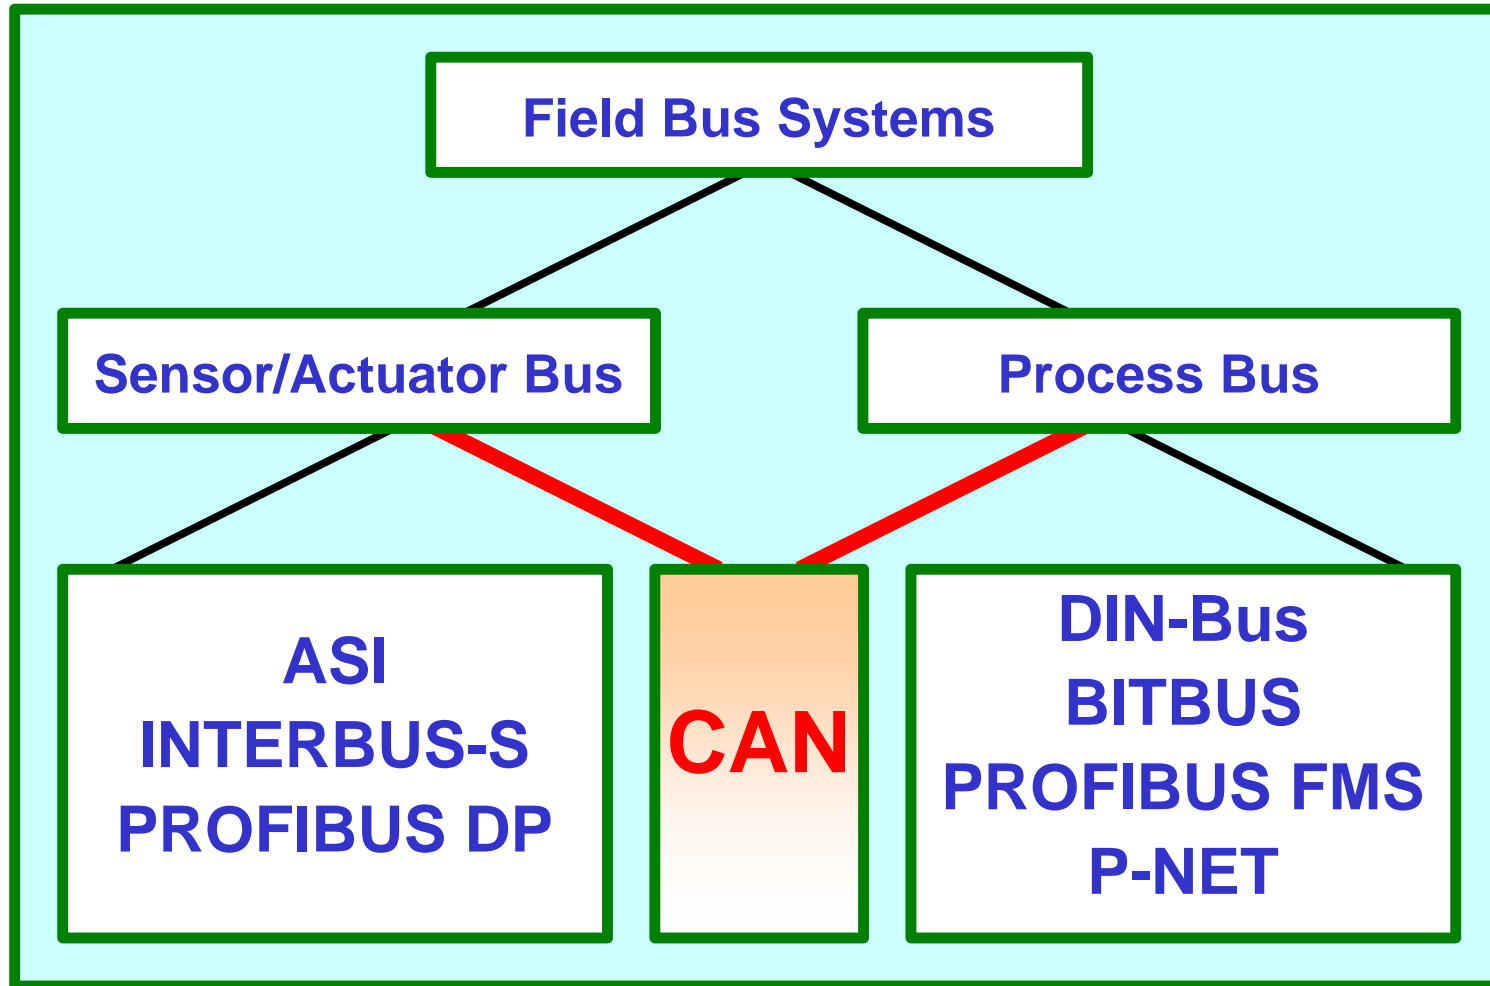 Field Bus Systems
Sensor/Actuator Bus
Process Bus
ASI
INTERBUS-S
PROFIBUS DP
CAN
DIN-Bus
BITBUS
PROFIBUS FMS
P-NET